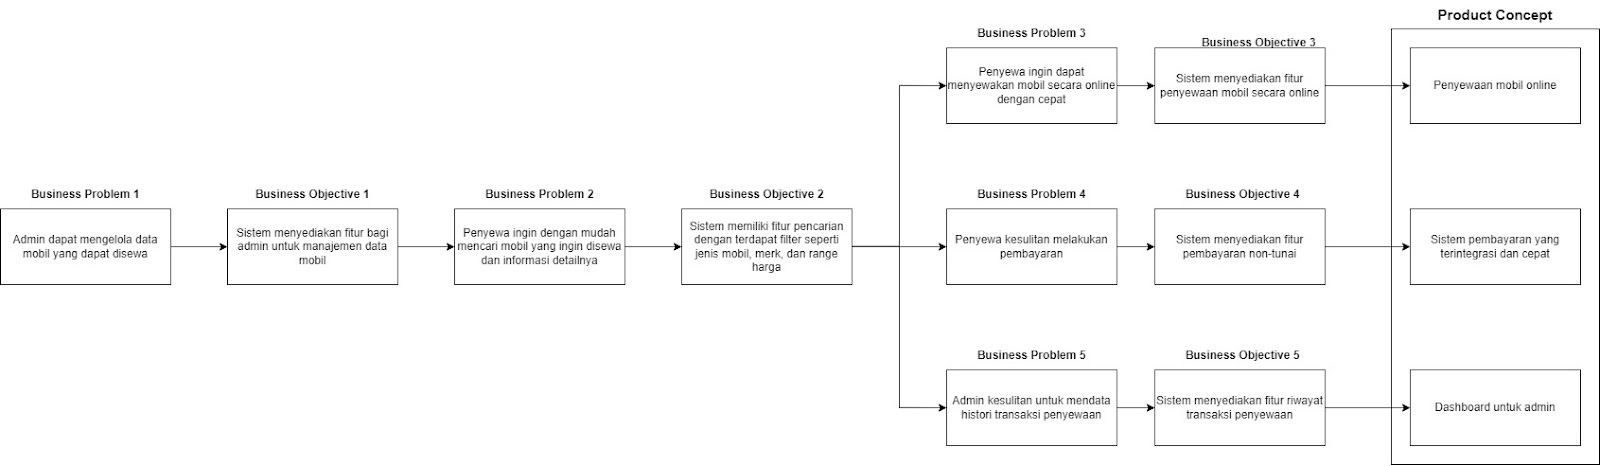 Product Concept
Business Problem 3
Penyewa ingin dapat
menyewakan mobil secara online
dengan cepat
Business Objective 3
Sistem menyediakan fitur
penyewaan mobil secara online
Penyewaan mobil online
Business Problem 1
Admin dapat mengelola data
mobil yang dapat disewa
Business Objective 1
Sistem menyediakan fitur bagi
admin untuk manajemen data
mobil
Business Problem 2
Penyewa ingin dengan mudah
mencari mobil yang ingin disewa
dan informasi detailnya
Business Objective 2
Sistem memiliki fitur pencarian
dengan terdapat filter seperti
jenis mobil, merk, dan range
harga
Business Problem 4
Penyewa kesulitan melakukan
pembayaran
Business Objective 4
Sistem menyediakan fitur
pembayaran non-tunai
Sistem pembayaran yang
terintegrasi dan cepat
Business Problem 5
Admin kesulitan untuk mendata
histori transaksi penyewaan
Business Objective 5
Sistem menyediakan fitur riwayat
transaksi penyewaan
Dashboard untuk admin